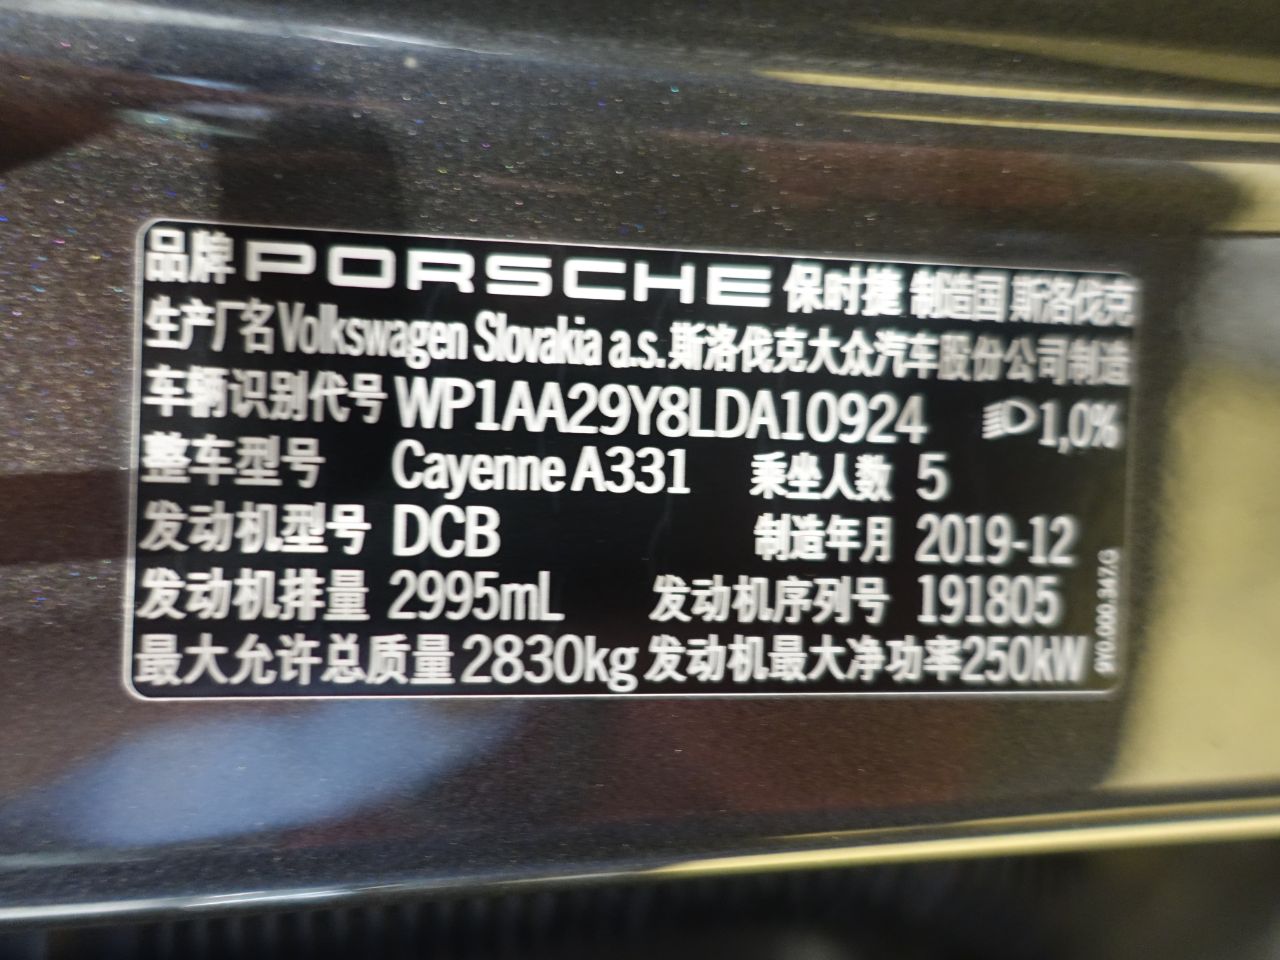 品牌 PORSCHE 保时捷 制造国 斯洛伐克
生产厂名 Volkswagen Slovakia a.s. 斯洛伐克大众汽车股份公司制造
车辆识别代号 WP1AA29Y8LDA10924 1,0%
整车型号 Cayenne A331 乘坐人数 5
发动机型号 DCB 制造年月 2019-12
发动机排量 2995mL 发动机序列号 191805
最大允许总质量 2830kg 发动机最大净功率 250kW
9Y0.000.347.G